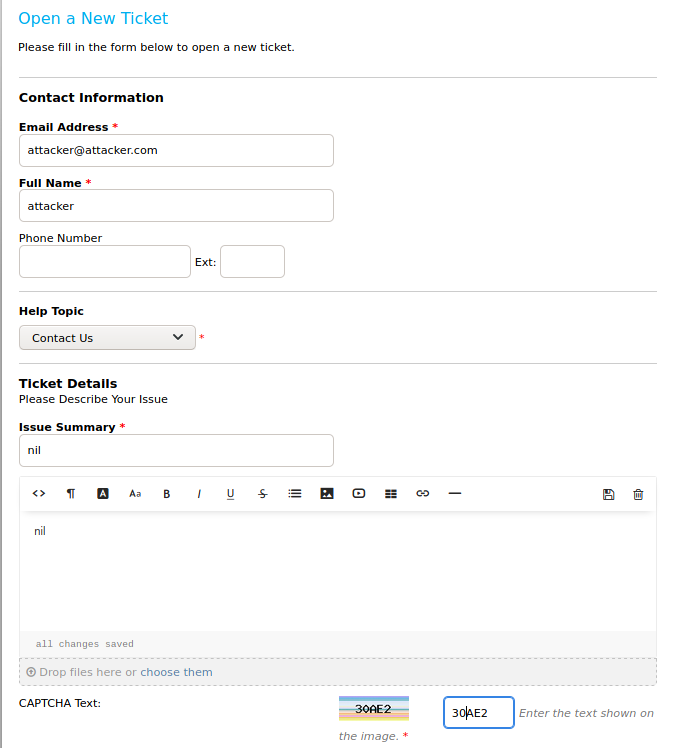 Open a New Ticket
Please fill in the form below to open a new ticket.
Contact Information
Email Address *
attacker@attacker.com
Full Name *
attacker
Phone Number
Ext:
Help Topic
Contact Us *
Ticket Details
Please Describe Your Issue
Issue Summary *
nil
<> ¶ A Aa B I U S
nil
all changes saved
Drop files here or choose them
CAPTCHA Text: 30AE2 30AE2 Enter the text shown on
the image. *